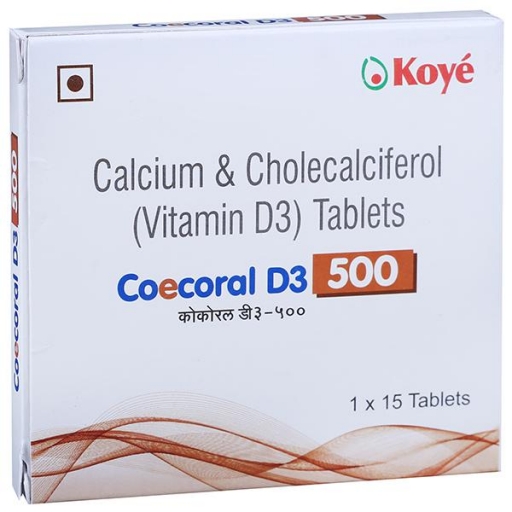 Koyé
Calcium & Cholecalciferol
(Vitamin D3) Tablets
Coecoral D3 500
कोकोरल डी३-५००
1 x 15 Tablets
Coecoral D3 500